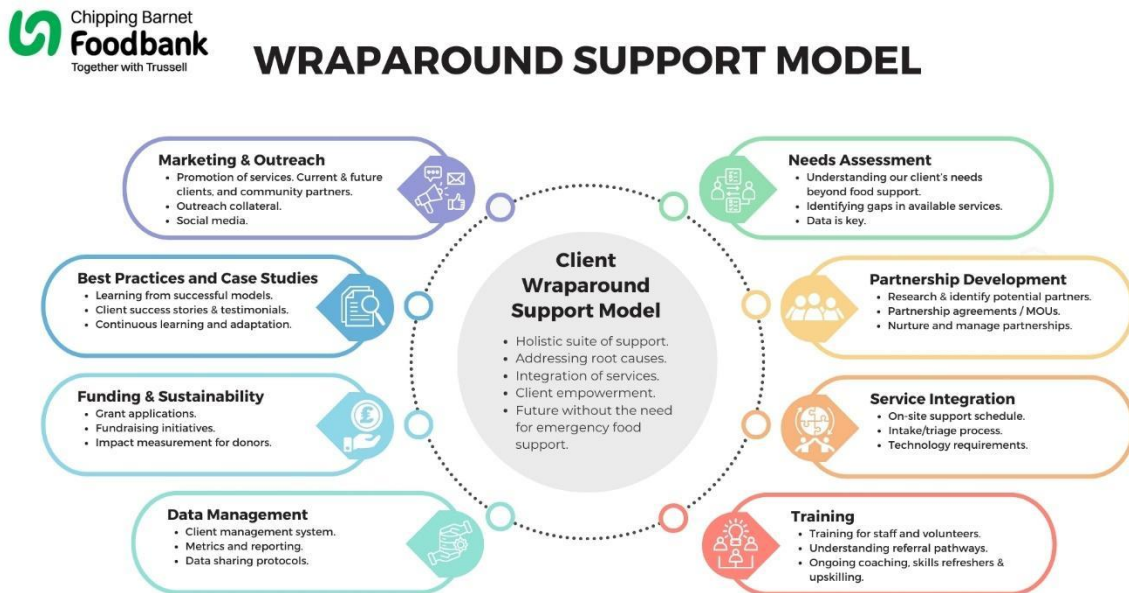 Chipping Barnet
Foodbank
Together with Trussell
WRAPAROUND SUPPORT MODEL
Marketing & Outreach
• Promotion of services. Current & future
clients, and community partners.
• Outreach collateral.
• Social media.
Best Practices and Case Studies
• Learning from successful models.
• Client success stories & testimonials.
• Continuous learning and adaptation.
Funding & Sustainability
• Grant applications.
• Fundraising initiatives.
• Impact measurement for donors.
£
Data Management
• Client management system.
• Metrics and reporting.
• Data sharing protocols.
Client
Wraparound
Support Model
• Holistic suite of support.
• Addressing root causes.
• Integration of services.
• Client empowerment.
• Future without the need
for emergency food
support.
Needs Assessment
• Understanding our client's needs
beyond food support.
• Identifying gaps in available services.
• Data is key.
Partnership Development
• Research & identify potential partners.
• Partnership agreements / MOUs.
• Nurture and manage partnerships.
Service Integration
• On-site support schedule.
• Intake/triage process.
• Technology requirements.
Training
• Training for staff and volunteers.
• Understanding referral pathways.
• Ongoing coaching, skills refreshers &
upskilling.